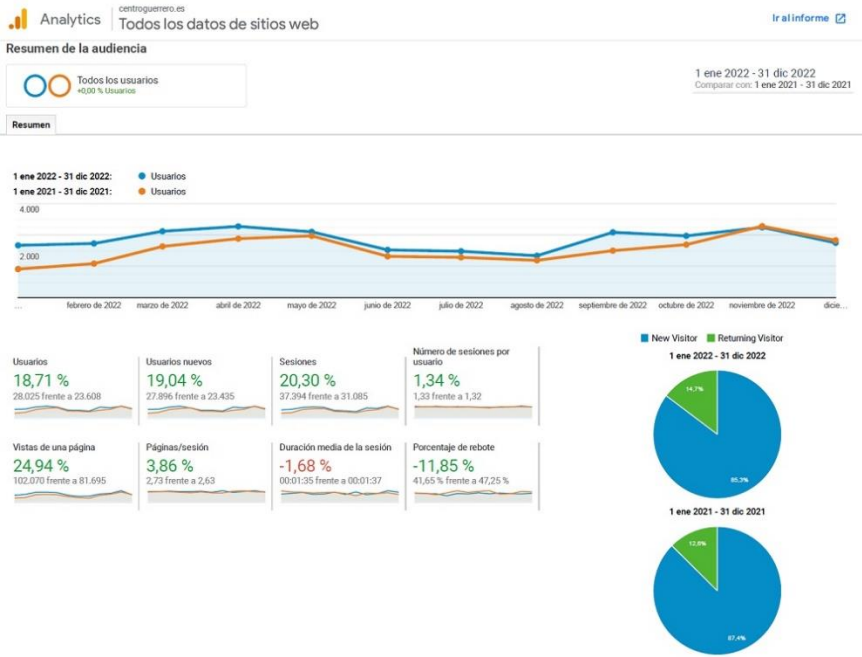 centroguerrero.es
Analytics
Todos los datos de sitios web
Ir al informe
Resumen de la audiencia
Todos los usuarios
+0,00 % Usuarios
1 ene 2022 - 31 dic 2022
Comparar con: 1 ene 2021 - 31 dic 2021
Resumen
1 ene 2022 - 31 dic 2022: Usuarios
1 ene 2021 - 31 dic 2021: Usuarios
4.000
2.000
... febrero de 2022 marzo de 2022 abril de 2022 mayo de 2022 junio de 2022 julio de 2022 agosto de 2022 septiembre de 2022 octubre de 2022 noviembre de 2022 dicie...
Usuarios
18,71 %
28.025 frente a 23.608
Usuarios nuevos
19,04 %
27.896 frente a 23.435
Sesiones
20,30 %
37.394 frente a 31.085
Número de sesiones por
usuario
1,34 %
1,33 frente a 1,32
Vistas de una página
24,94 %
102.070 frente a 81.695
Páginas/sesión
3,86 %
2,73 frente a 2,63
Duración media de la sesión
-1,68 %
00:01:35 frente a 00:01:37
Porcentaje de rebote
-11,85 %
41,65 % frente a 47,25 %
New Visitor Returning Visitor
1 ene 2022 - 31 dic 2022
14,7%
85,3%
1 ene 2021 - 31 dic 2021
12,6%
87,4%